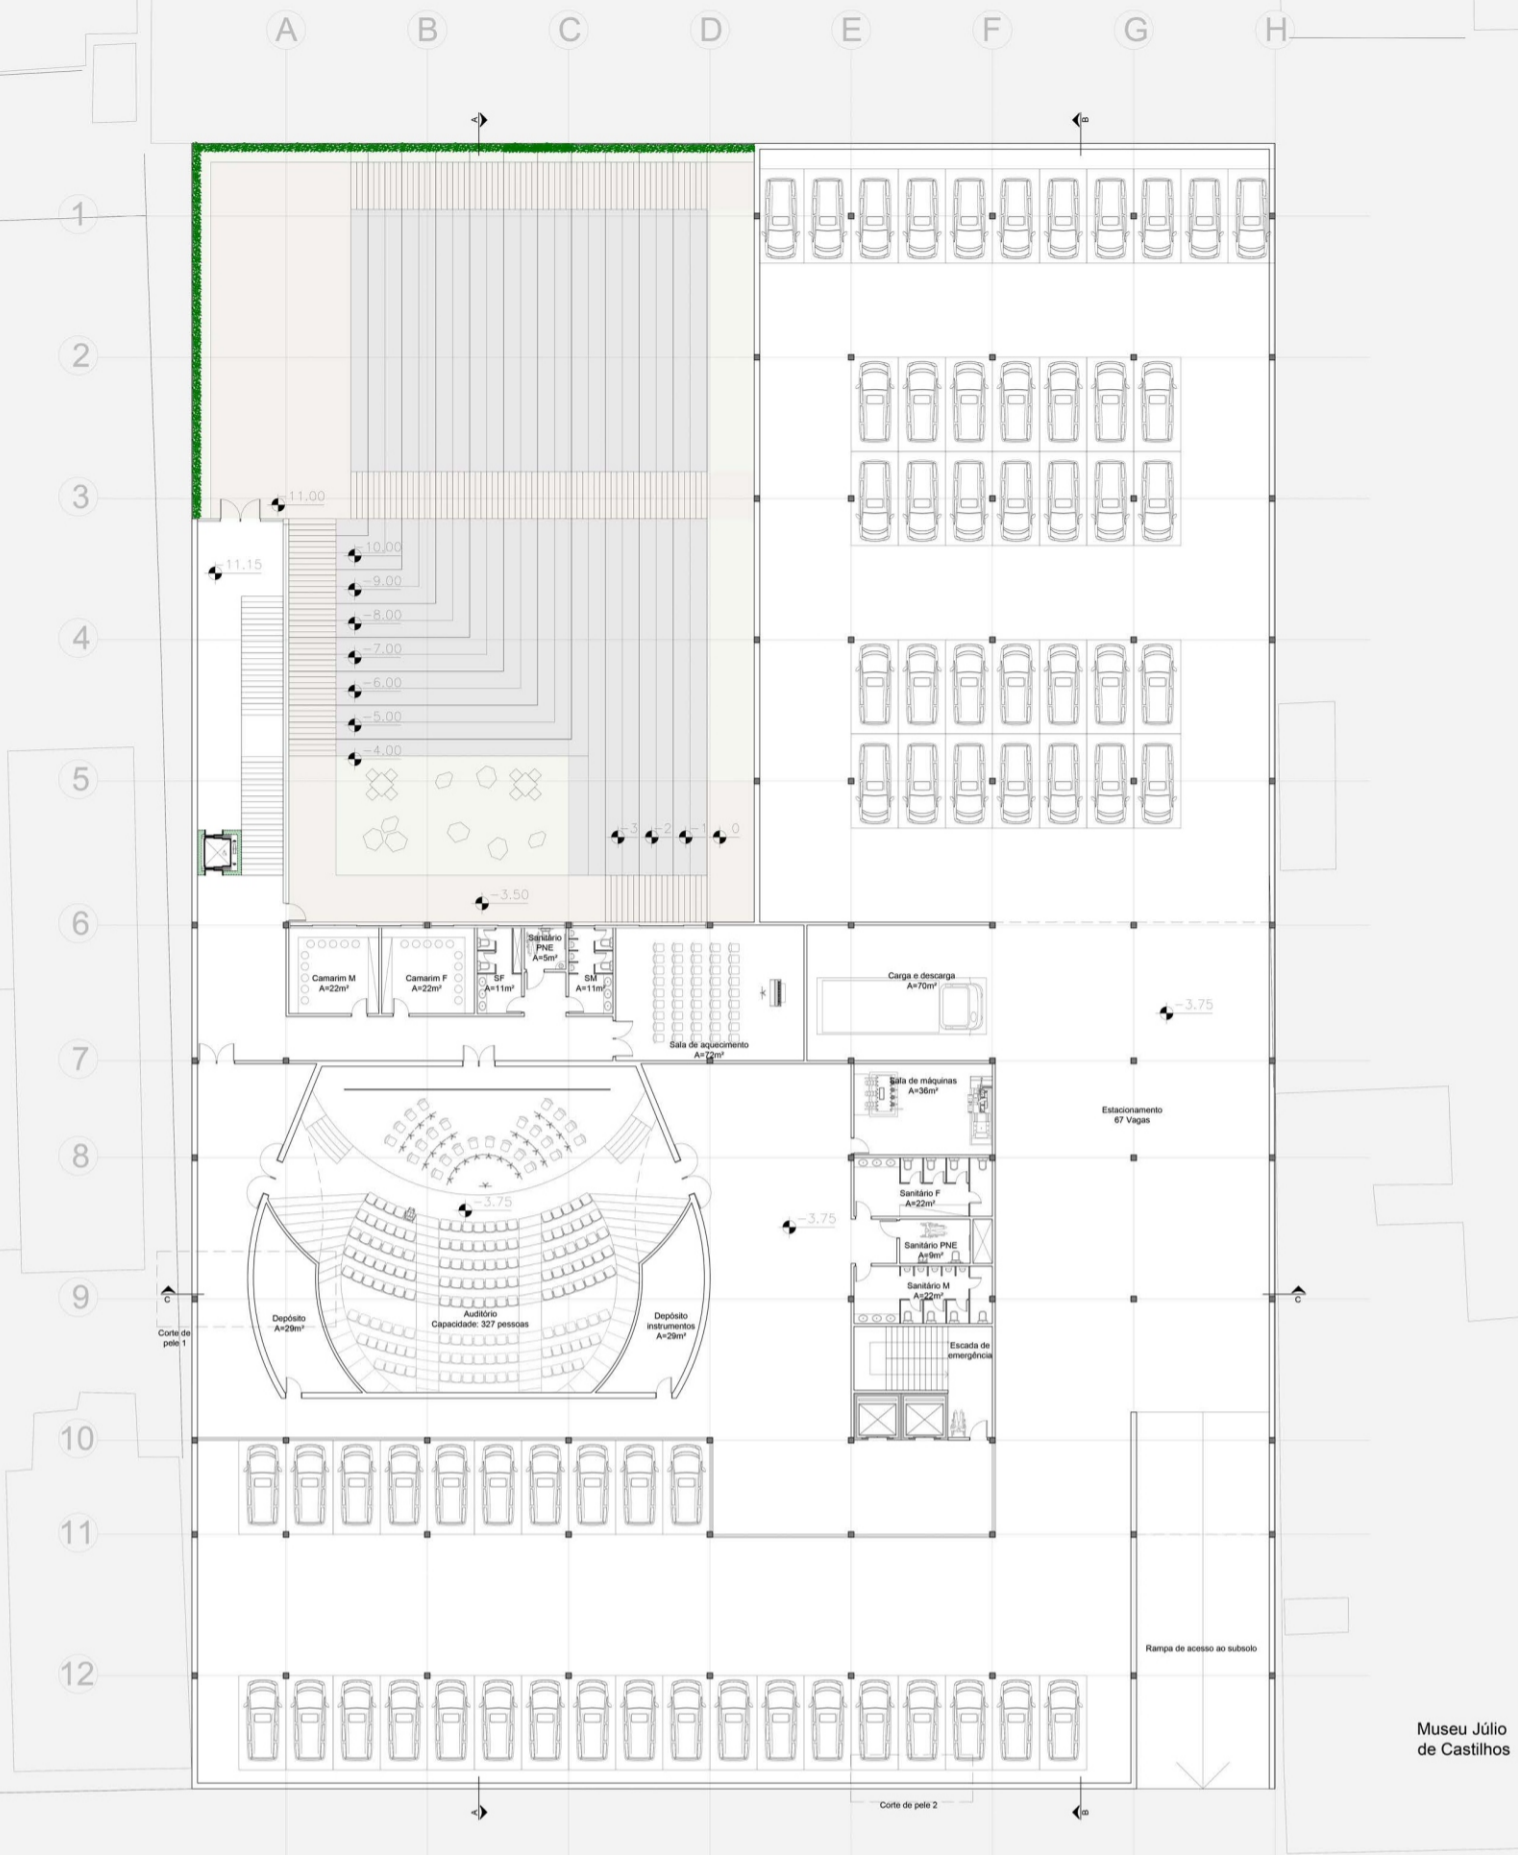 A B C D E F G H
A
B
1
2
3
11.00
-10.00
-11.15
-9.00
-8.00
4
-7.00
-6.00
-5.00
-4.00
5
-3 -2 -1 0
-3.50
6
Camarim M
A=22m²
Camarim F
A=22m²
SF
A=11m²
Sanitário
PNE
A=5m²
SM
A=11m²
Sala de aquecimento
A=72m²
Carga e descarga
A=70m²
-3.75
7
Sala de máquinas
A=36m²
Estacionamento
67 Vagas
8
-3.75
-3.75
Sanitário F
A=22m²
Sanitário PNE
A=9m²
Sanitário M
A=22m²
9
C
C
Corte de
pele 1
Depósito
A=29m²
Auditório
Capacidade: 327 pessoas
Depósito
instrumentos
A=29m²
Escada de
emergência
10
11
12
Rampa de acesso ao subsolo
Museu Júlio
de Castilhos
Corte de pele 2
A
B